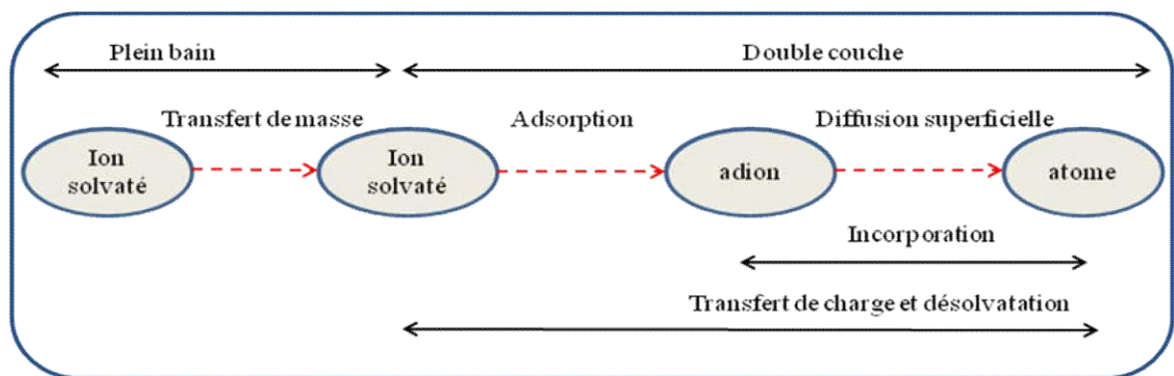 Plein bain
Double couche
Transfert de masse
Adsorption
Diffusion superficielle
Ion
solvaté
Ion
solvaté
adion
atome
Incorporation
Transfert de charge et désolvatation